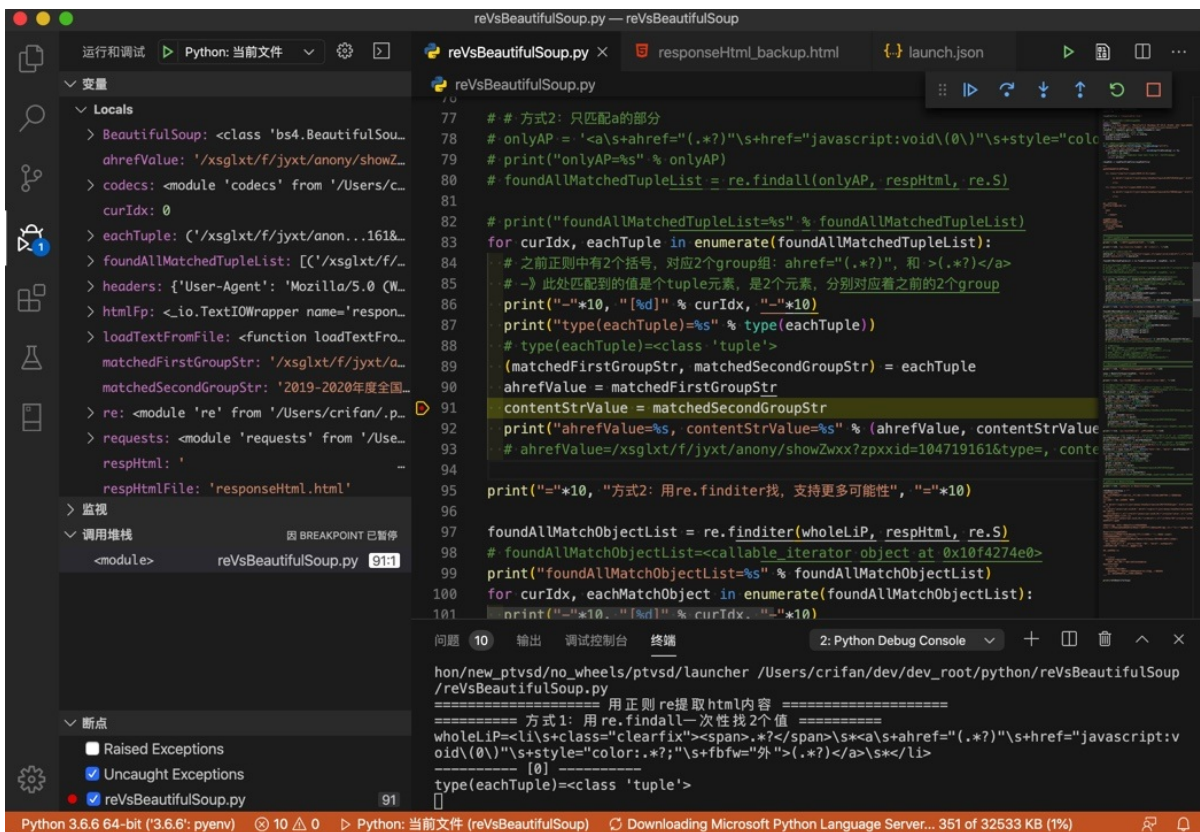 reVsBeautifulSoup.py — reVsBeautifulSoup
运行和调试 Python: 当前文件
变量
Locals
BeautifulSoup: <class 'bs4.BeautifulSou...
ahrefValue: '/xsglxt/f/jyxt/anony/showZ...
codecs: <module 'codecs' from '/Users/c...
curIdx: 0
eachTuple: ('/xsglxt/f/jyxt/anon...161&...
foundAllMatchedTupleList: [('/xsglxt/f/...
headers: {'User-Agent': 'Mozilla/5.0 (W...
htmlFp: <_io.TextIOWrapper name='respon...
loadTextFromFile: <function loadTextFro...
matchedFirstGroupStr: '/xsglxt/f/jyxt/a...
matchedSecondGroupStr: '2019-2020年度全国...
re: <module 're' from '/Users/crifan/.p...
requests: <module 'requests' from '/Use...
respHtml: ' ...
respHtmlFile: 'responseHtml.html'
监视
调用堆栈 因 BREAKPOINT 已暂停
<module> reVsBeautifulSoup.py 91:1
断点
Raised Exceptions
Uncaught Exceptions
reVsBeautifulSoup.py 91
1
reVsBeautifulSoup.py responseHtml_backup.html launch.json
reVsBeautifulSoup.py
76
77 # # 方式2: 只匹配a的部分
78 # onlyAP = '<a\s+ahref="(.*?)"\s+href="javascript:void\(0\)"\s+style="colo
79 # print("onlyAP=%s" % onlyAP)
80 # foundAllMatchedTupleList = re.findall(onlyAP, respHtml, re.S)
81
82 # print("foundAllMatchedTupleList=%s" % foundAllMatchedTupleList)
83 for curIdx, eachTuple in enumerate(foundAllMatchedTupleList):
84 # 之前正则中有2个括号，对应2个group组: ahref="(.*?)", 和 >(.*?)</a>
85 # -》此处匹配到的值是个tuple元素，是2个元素，分别对应着之前的2个group
86 print("-"*10, "[%d]" % curIdx, "-"*10)
87 print("type(eachTuple)=%s" % type(eachTuple))
88 # type(eachTuple)=<class 'tuple'>
89 (matchedFirstGroupStr, matchedSecondGroupStr) = eachTuple
90 ahrefValue = matchedFirstGroupStr
91 contentStrValue = matchedSecondGroupStr
92 print("ahrefValue=%s, contentStrValue=%s" % (ahrefValue, contentStrValue
93 # ahrefValue=/xsglxt/f/jyxt/anony/showZwxx?zpxxid=104719161&type=, conte
94
95 print("="*10, "方式2: 用re.finditer找，支持更多可能性", "="*10)
96
97 foundAllMatchObjectList = re.finditer(wholeLiP, respHtml, re.S)
98 # foundAllMatchObjectList=<callable_iterator object at 0x10f4274e0>
99 print("foundAllMatchObjectList=%s" % foundAllMatchObjectList)
100 for curIdx, eachMatchObject in enumerate(foundAllMatchObjectList):
101 print("-"*10, "[%d]" % curIdx, "-"*10)
问题 10 输出 调试控制台 终端 2: Python Debug Console
hon/new_ptvsd/no_wheels/ptvsd/launcher /Users/crifan/dev/dev_root/python/reVsBeautifulSoup
/reVsBeautifulSoup.py
==================== 用正则re提取html内容 ====================
========== 方式1: 用re.findall一次性找2个值 ==========
wholeLiP=<li\s+class="clearfix"><span>.*?</span>\s*<a\s+ahref="(.*?)"\s+href="javascript:v
oid\(0\)"\s+style="color:.*?;"\s+fbfw="外">(.*?)</a>\s*</li>
---------- [0] ----------
type(eachTuple)=<class 'tuple'>
Python 3.6.6 64-bit ('3.6.6': pyenv) 10 0 Python: 当前文件 (reVsBeautifulSoup) Downloading Microsoft Python Language Server... 351 of 32533 KB (1%)